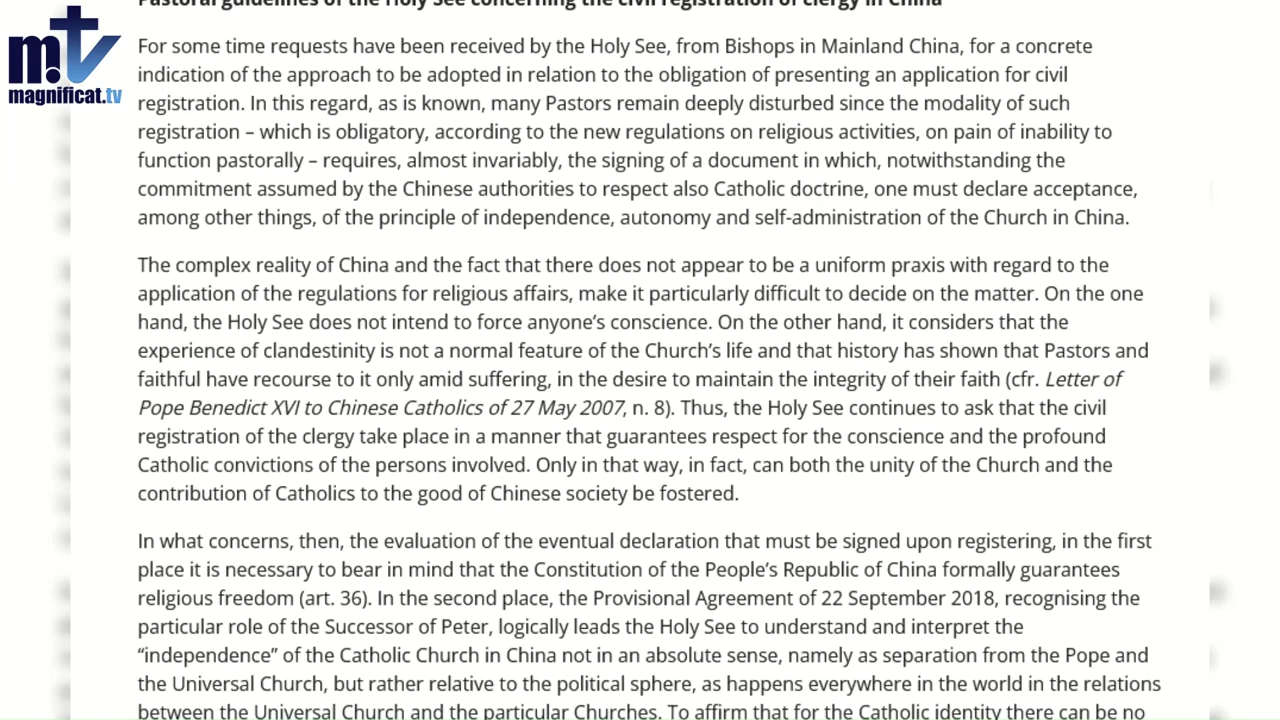 Pastoral guidelines of the Holy See concerning the civil registration of clergy in China
mtv
magnificat.tv
For some time requests have been received by the Holy See, from Bishops in Mainland China, for a concrete
indication of the approach to be adopted in relation to the obligation of presenting an application for civil
registration. In this regard, as is known, many Pastors remain deeply disturbed since the modality of such
registration – which is obligatory, according to the new regulations on religious activities, on pain of inability to
function pastorally – requires, almost invariably, the signing of a document in which, notwithstanding the
commitment assumed by the Chinese authorities to respect also Catholic doctrine, one must declare acceptance,
among other things, of the principle of independence, autonomy and self-administration of the Church in China.
The complex reality of China and the fact that there does not appear to be a uniform praxis with regard to the
application of the regulations for religious affairs, make it particularly difficult to decide on the matter. On the one
hand, the Holy See does not intend to force anyone’s conscience. On the other hand, it considers that the
experience of clandestinity is not a normal feature of the Church’s life and that history has shown that Pastors and
faithful have recourse to it only amid suffering, in the desire to maintain the integrity of their faith (cfr. Letter of
Pope Benedict XVI to Chinese Catholics of 27 May 2007, n. 8). Thus, the Holy See continues to ask that the civil
registration of the clergy take place in a manner that guarantees respect for the conscience and the profound
Catholic convictions of the persons involved. Only in that way, in fact, can both the unity of the Church and the
contribution of Catholics to the good of Chinese society be fostered.
In what concerns, then, the evaluation of the eventual declaration that must be signed upon registering, in the first
place it is necessary to bear in mind that the Constitution of the People’s Republic of China formally guarantees
religious freedom (art. 36). In the second place, the Provisional Agreement of 22 September 2018, recognising the
particular role of the Successor of Peter, logically leads the Holy See to understand and interpret the
“independence” of the Catholic Church in China not in an absolute sense, namely as separation from the Pope and
the Universal Church, but rather relative to the political sphere, as happens everywhere in the world in the relations
between the Universal Church and the particular Churches. To affirm that for the Catholic identity there can be no